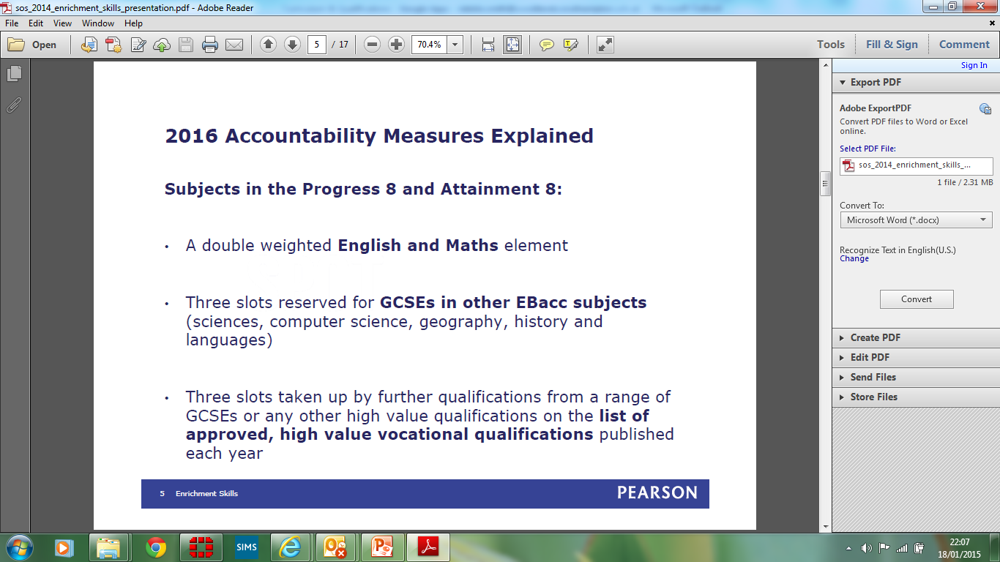 sos_2014_enrichment_skills_presentation.pdf - Adobe Reader
File Edit View Window Help
Open 5 / 17 70.4% Tools Fill & Sign Comment
Sign In
2016 Accountability Measures Explained
Subjects in the Progress 8 and Attainment 8:
• A double weighted English and Maths element
• Three slots reserved for GCSEs in other EBacc subjects
(sciences, computer science, geography, history and
languages)
• Three slots taken up by further qualifications from a range of
GCSEs or any other high value qualifications on the list of
approved, high value vocational qualifications published
each year
5 Enrichment Skills PEARSON
Export PDF
Adobe ExportPDF
Convert PDF files to Word or Excel
online.
Select PDF File:
sos_2014_enrichment_skills_...
1 file / 2.31 MB
Convert To:
Microsoft Word (*.docx)
Recognize Text in English(U.S.)
Change
Convert
Create PDF
Edit PDF
Send Files
Store Files
SIMS
22:07
18/01/2015